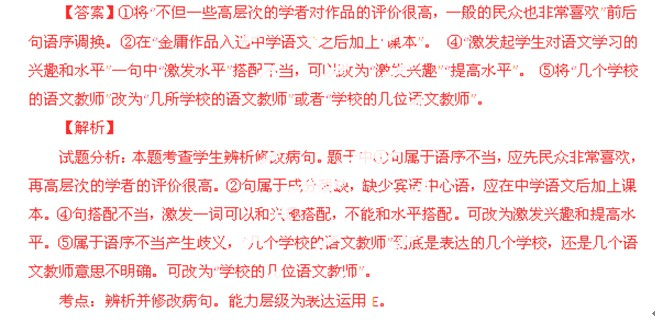 【答案】①将“不但一些高层次的学者对作品的评价很高，一般的民众也非常喜欢”前后
句语序调换。②在“金庸作品入选中学语文”之后加上“课本”。 ④“激发起学生对语文学习的
兴趣和水平”一句中“激发水平”搭配不当，可以改为“激发兴趣”“提高水平”。 ⑤将“几个学校
的语文教师”改为“几所学校的语文教师”或者“学校的几位语文教师”。
【解析】
试题分析：本题考查学生辨析修改病句。题干中①句属于语序不当，应先民众非常喜欢，
再高层次的学者的评价很高。②句属于成分残缺，缺少宾语中心语，应在中学语文后加上课
本。④句搭配不当，激发一词可以和兴趣搭配，不能和水平搭配。可改为激发兴趣和提高水
平。⑤属于语序不当产生歧义，“几个学校的语文教师”到底是表达的几个学校，还是几个语
文教师意思不明确。可改为“学校的几位语文教师”。
考点：辨析并修改病句。能力层级为表达运用 E。